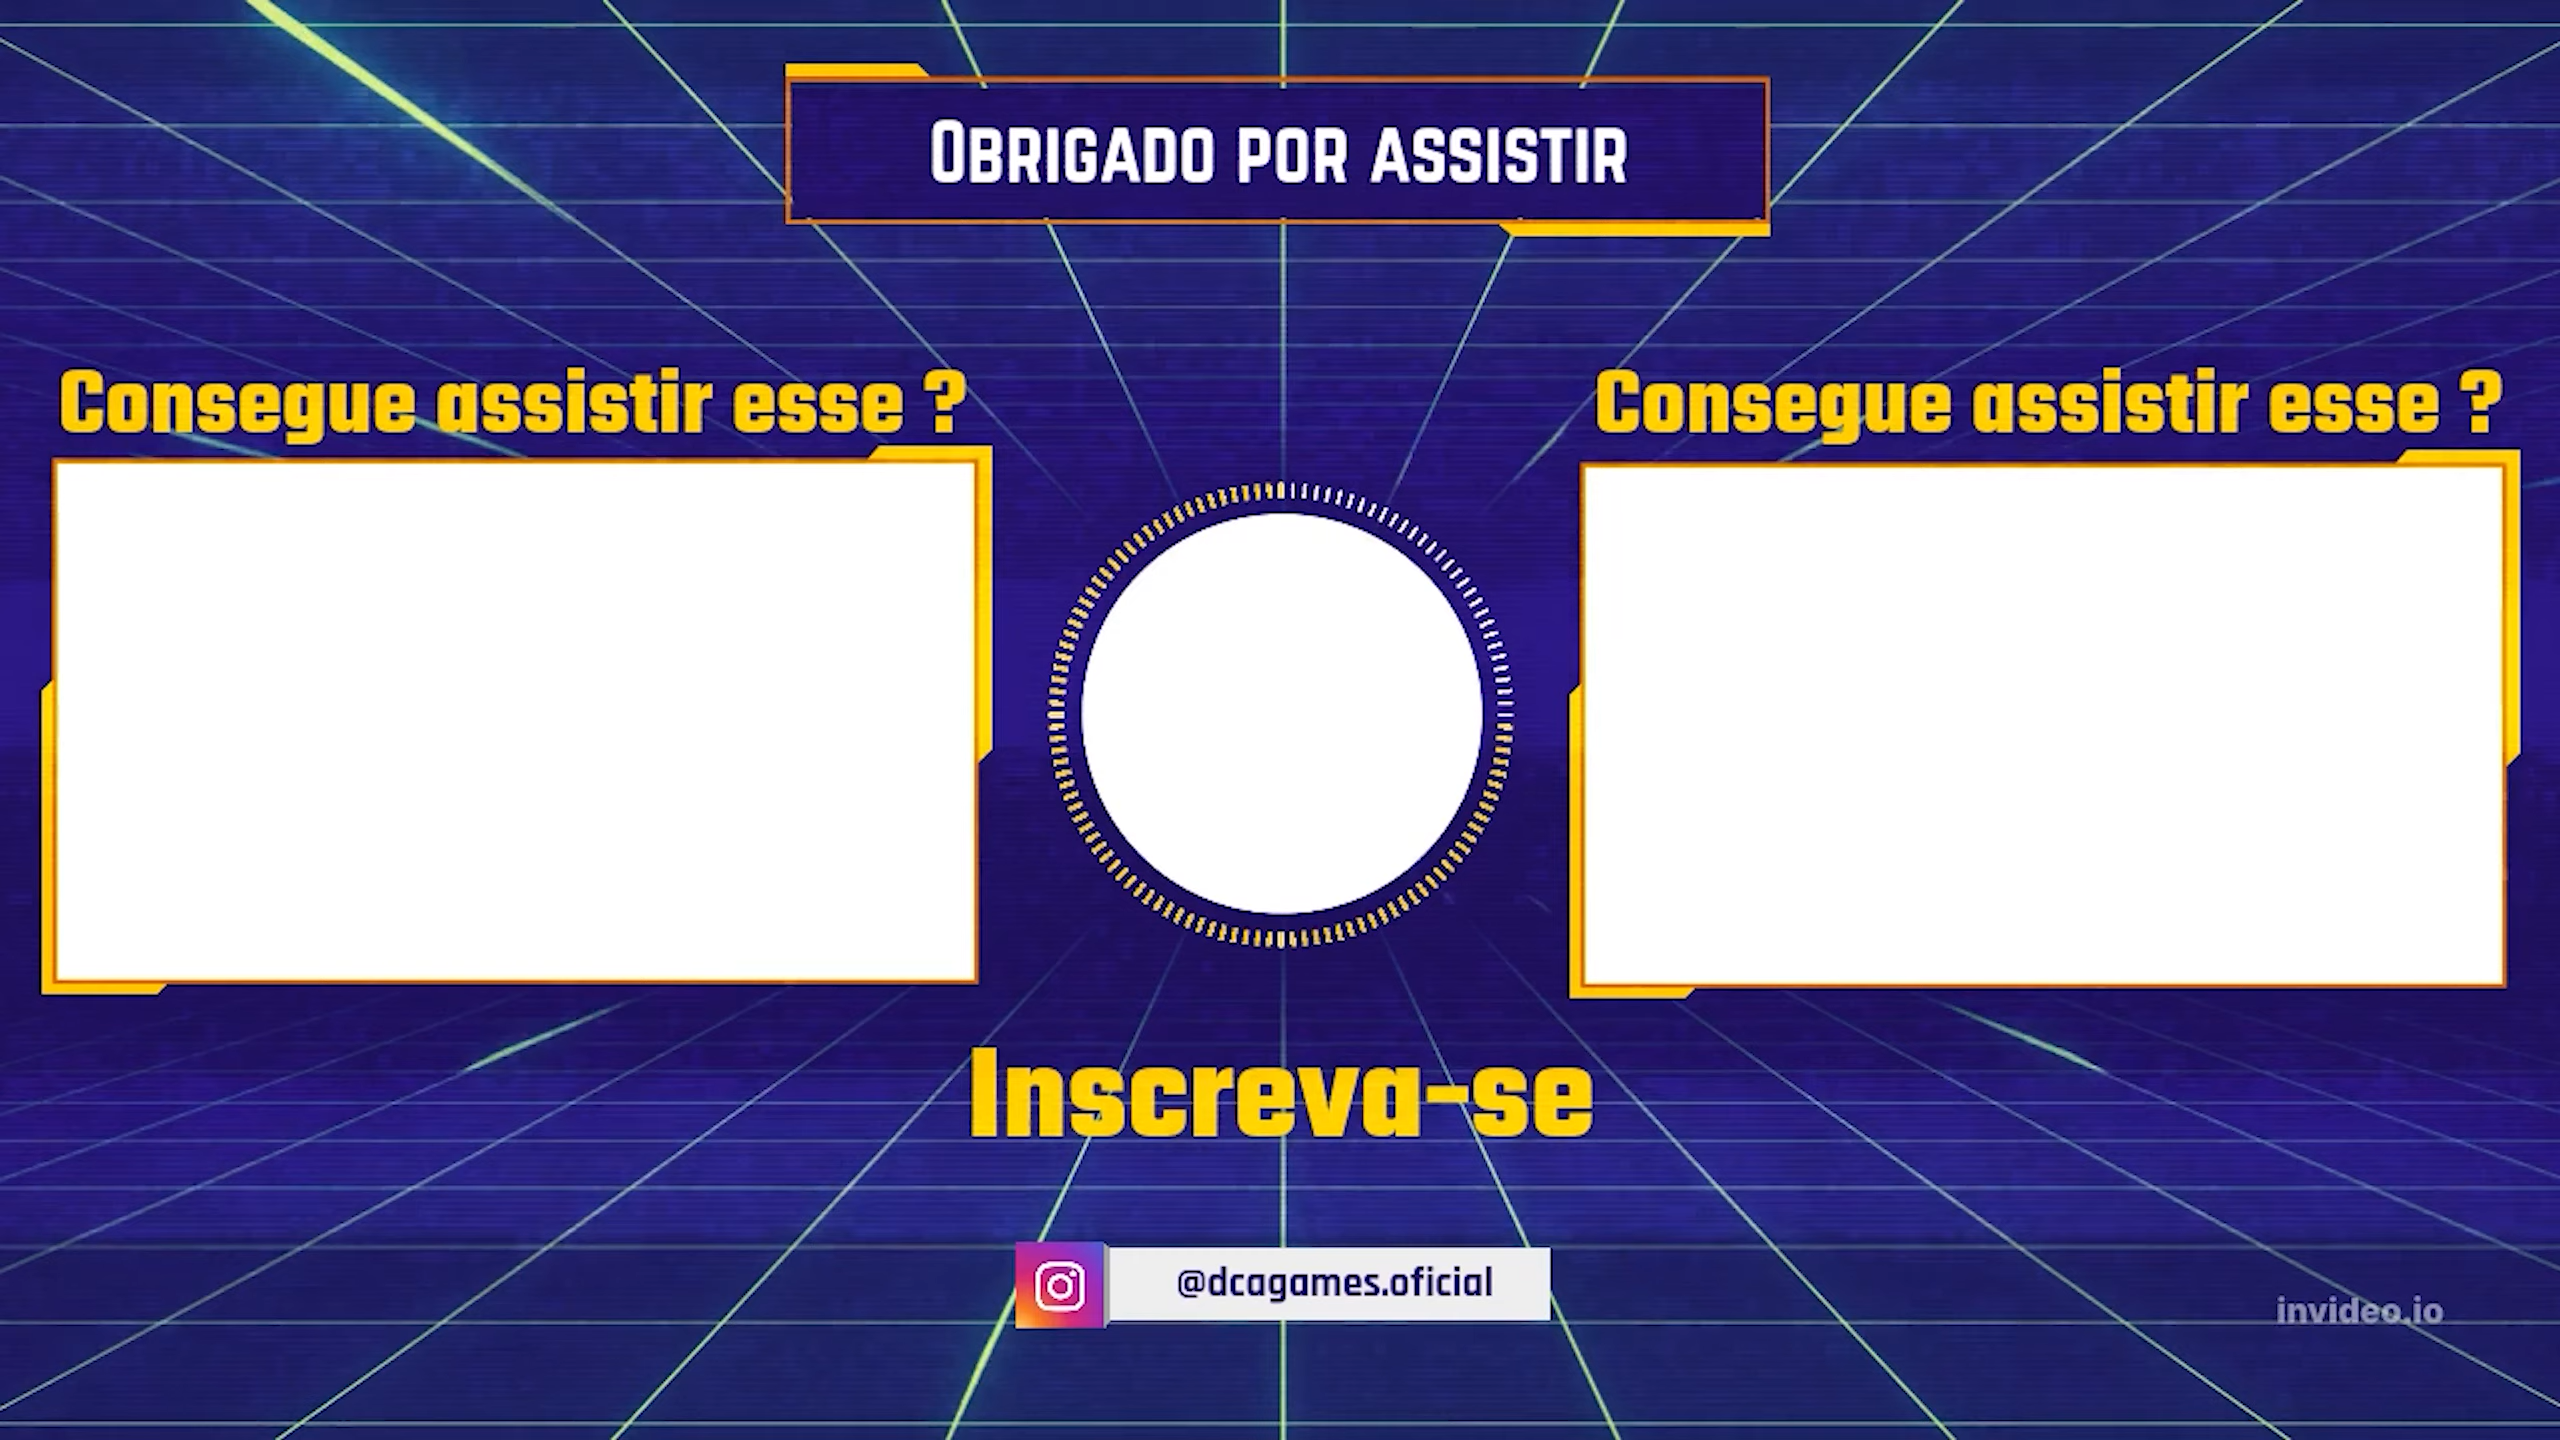 Obrigado por assistir
Consegue assistir esse ?
Consegue assistir esse ?
Inscreva-se
@dcagames.oficial
invideo.io